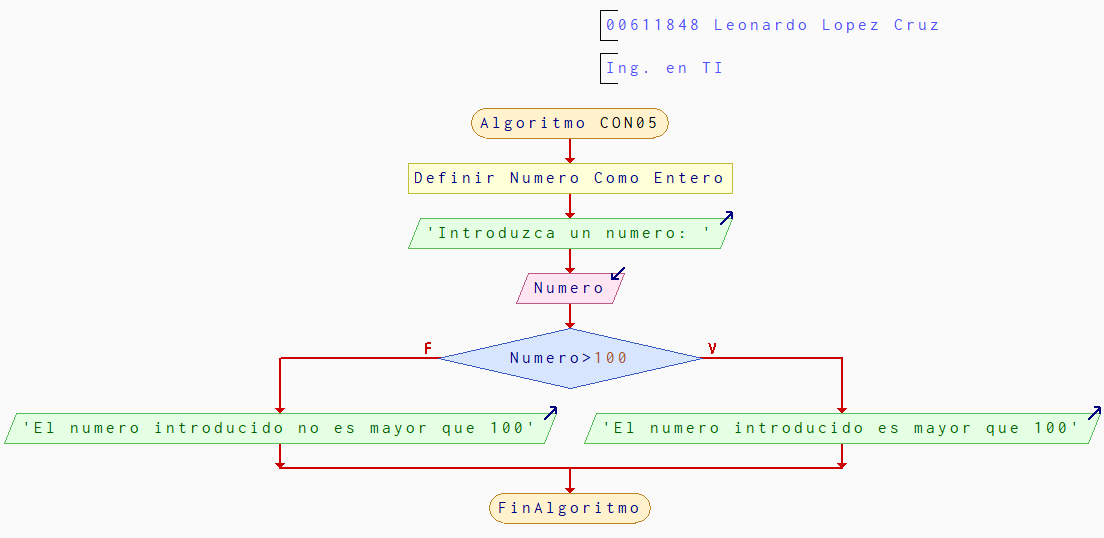 00611848 Leonardo Lopez Cruz
Ing. en TI
Algoritmo CON05
Definir Numero Como Entero
'Introduzca un numero: '
Numero
F
Numero>100
V
'El numero introducido no es mayor que 100'
'El numero introducido es mayor que 100'
FinAlgoritmo